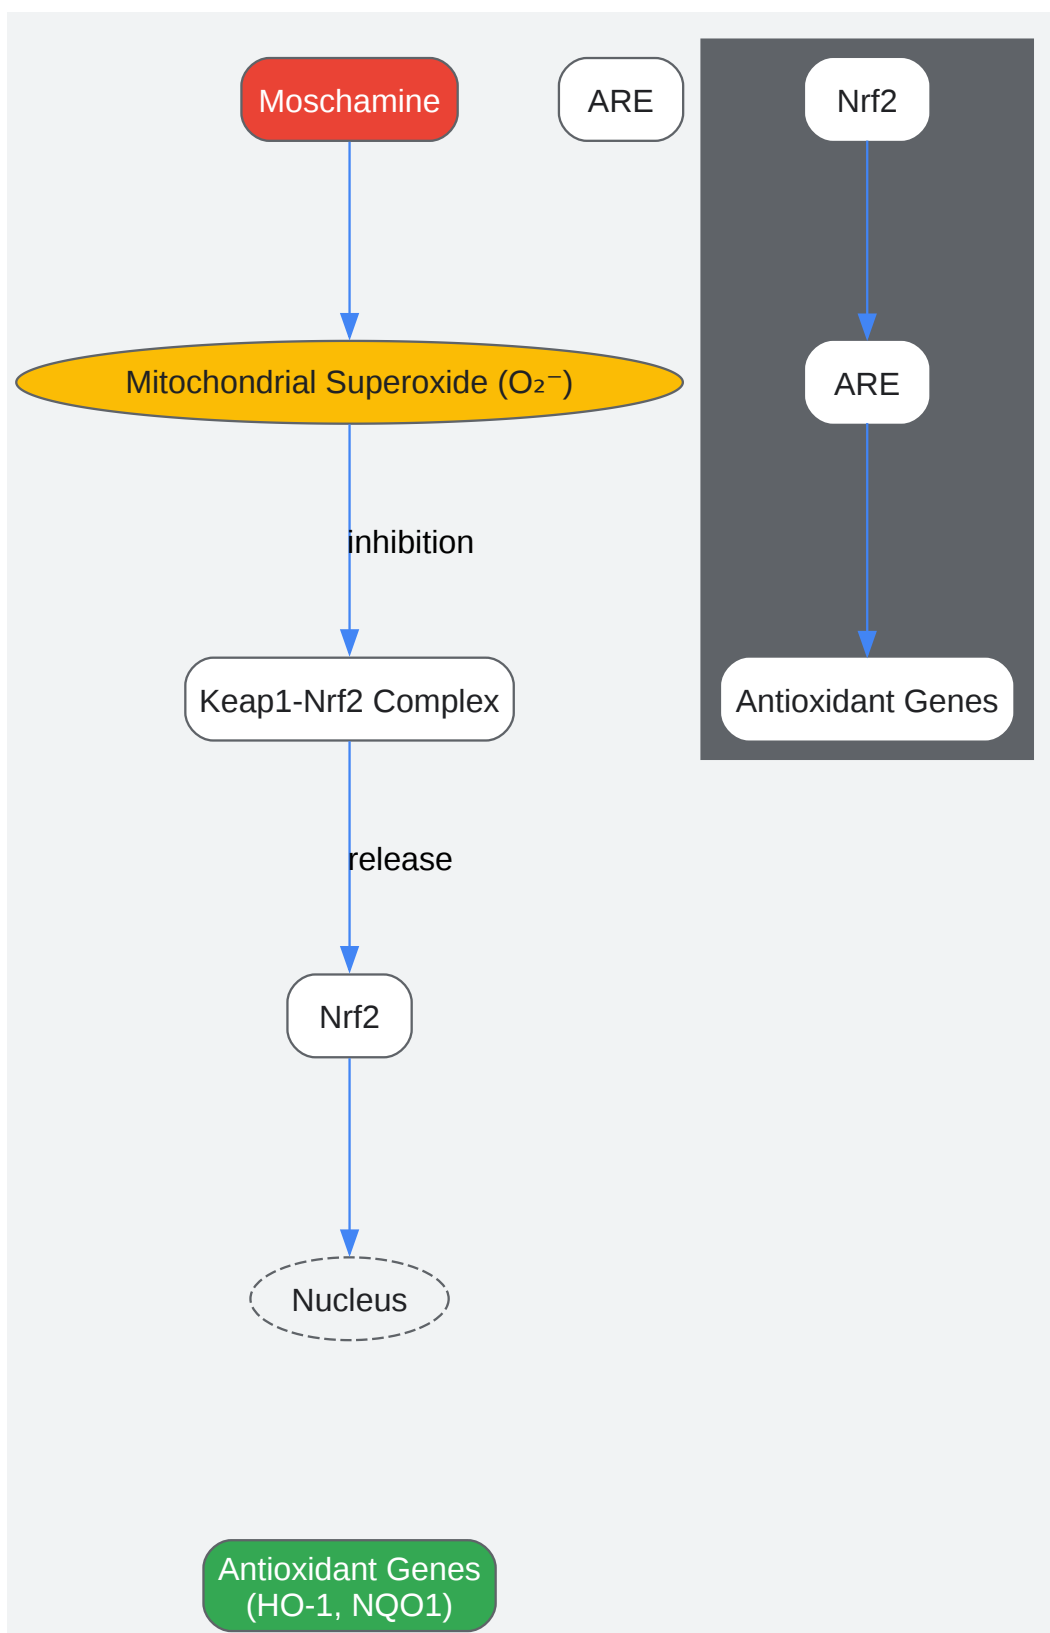 Moschamine
ARE
Nrf2
Mitochondrial Superoxide (O₂⁻)
ARE
inhibition
Keap1-Nrf2 Complex
Antioxidant Genes
release
Nrf2
Nucleus
Antioxidant Genes
(HO-1, NQO1)